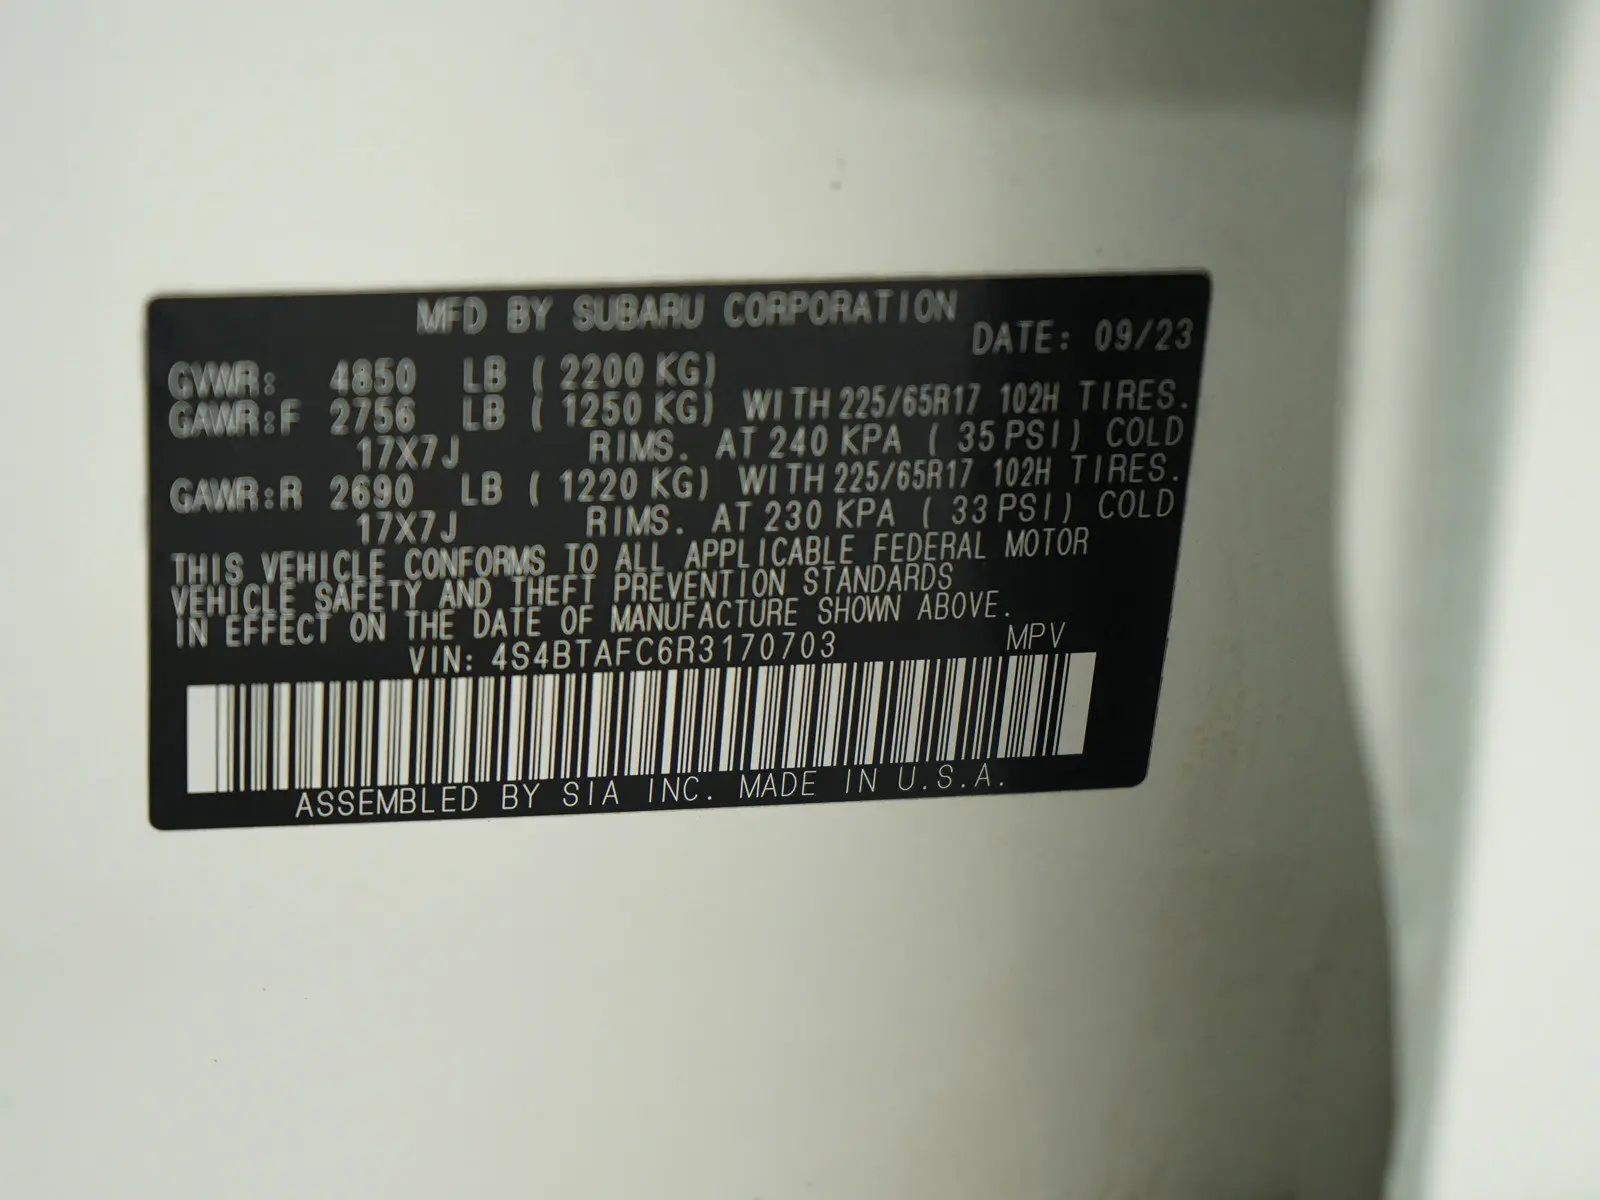 MFD BY SUBARU CORPORATION
DATE: 09/23
GVWR: 4850 LB ( 2200 KG)
GAWR:F 2756 LB ( 1250 KG) WITH 225/65R17 102H TIRES.
17X7J RIMS. AT 240 KPA ( 35 PSI) COLD
GAWR:R 2690 LB ( 1220 KG) WITH 225/65R17 102H TIRES.
17X7J RIMS. AT 230 KPA ( 33 PSI) COLD
THIS VEHICLE CONFORMS TO ALL APPLICABLE FEDERAL MOTOR
VEHICLE SAFETY AND THEFT PREVENTION STANDARDS
IN EFFECT ON THE DATE OF MANUFACTURE SHOWN ABOVE.
VIN: 4S4BTAFC6R3170703 MPV
ASSEMBLED BY SIA INC. MADE IN U.S.A.